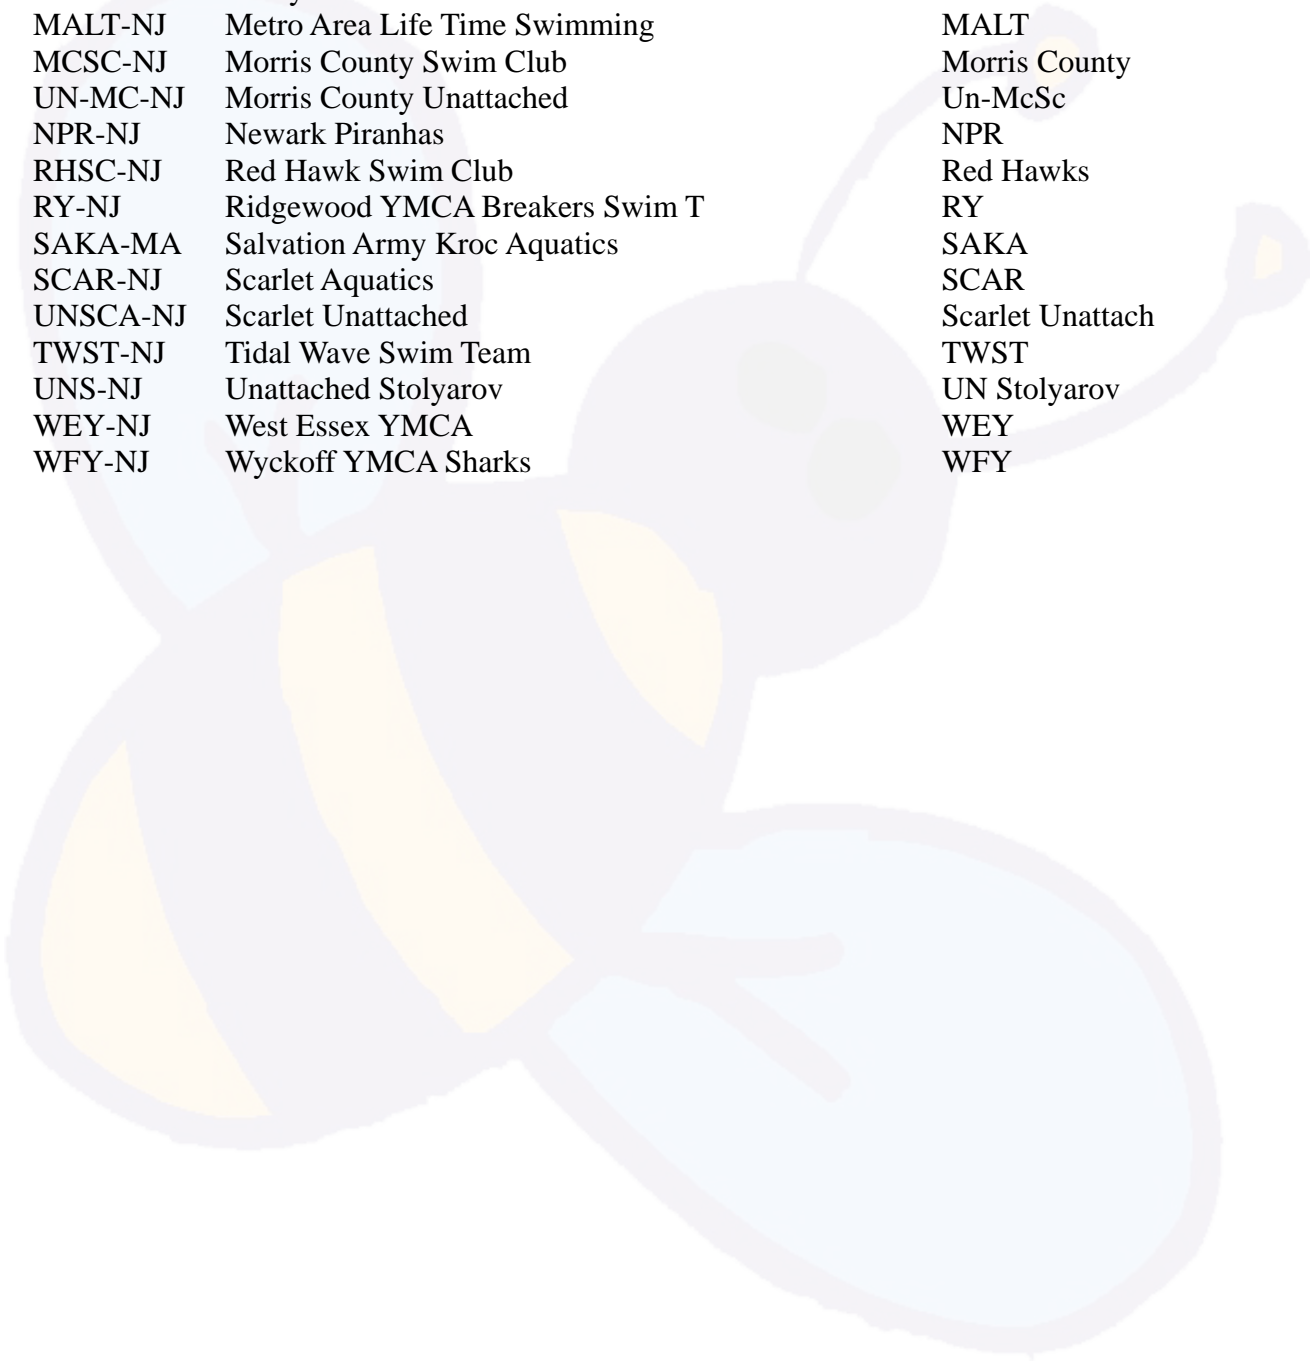 MALT-NJ Metro Area Life Time Swimming MALT
MCSC-NJ Morris County Swim Club Morris County
UN-MC-NJ Morris County Unattached Un-McSc
NPR-NJ Newark Piranhas NPR
RHSC-NJ Red Hawk Swim Club Red Hawks
RY-NJ Ridgewood YMCA Breakers Swim T RY
SAKA-MA Salvation Army Kroc Aquatics SAKA
SCAR-NJ Scarlet Aquatics SCAR
UNSCA-NJ Scarlet Unattached Scarlet Unattach
TWST-NJ Tidal Wave Swim Team TWST
UNS-NJ Unattached Stolyarov UN Stolyarov
WEY-NJ West Essex YMCA WEY
WFY-NJ Wyckoff YMCA Sharks WFY